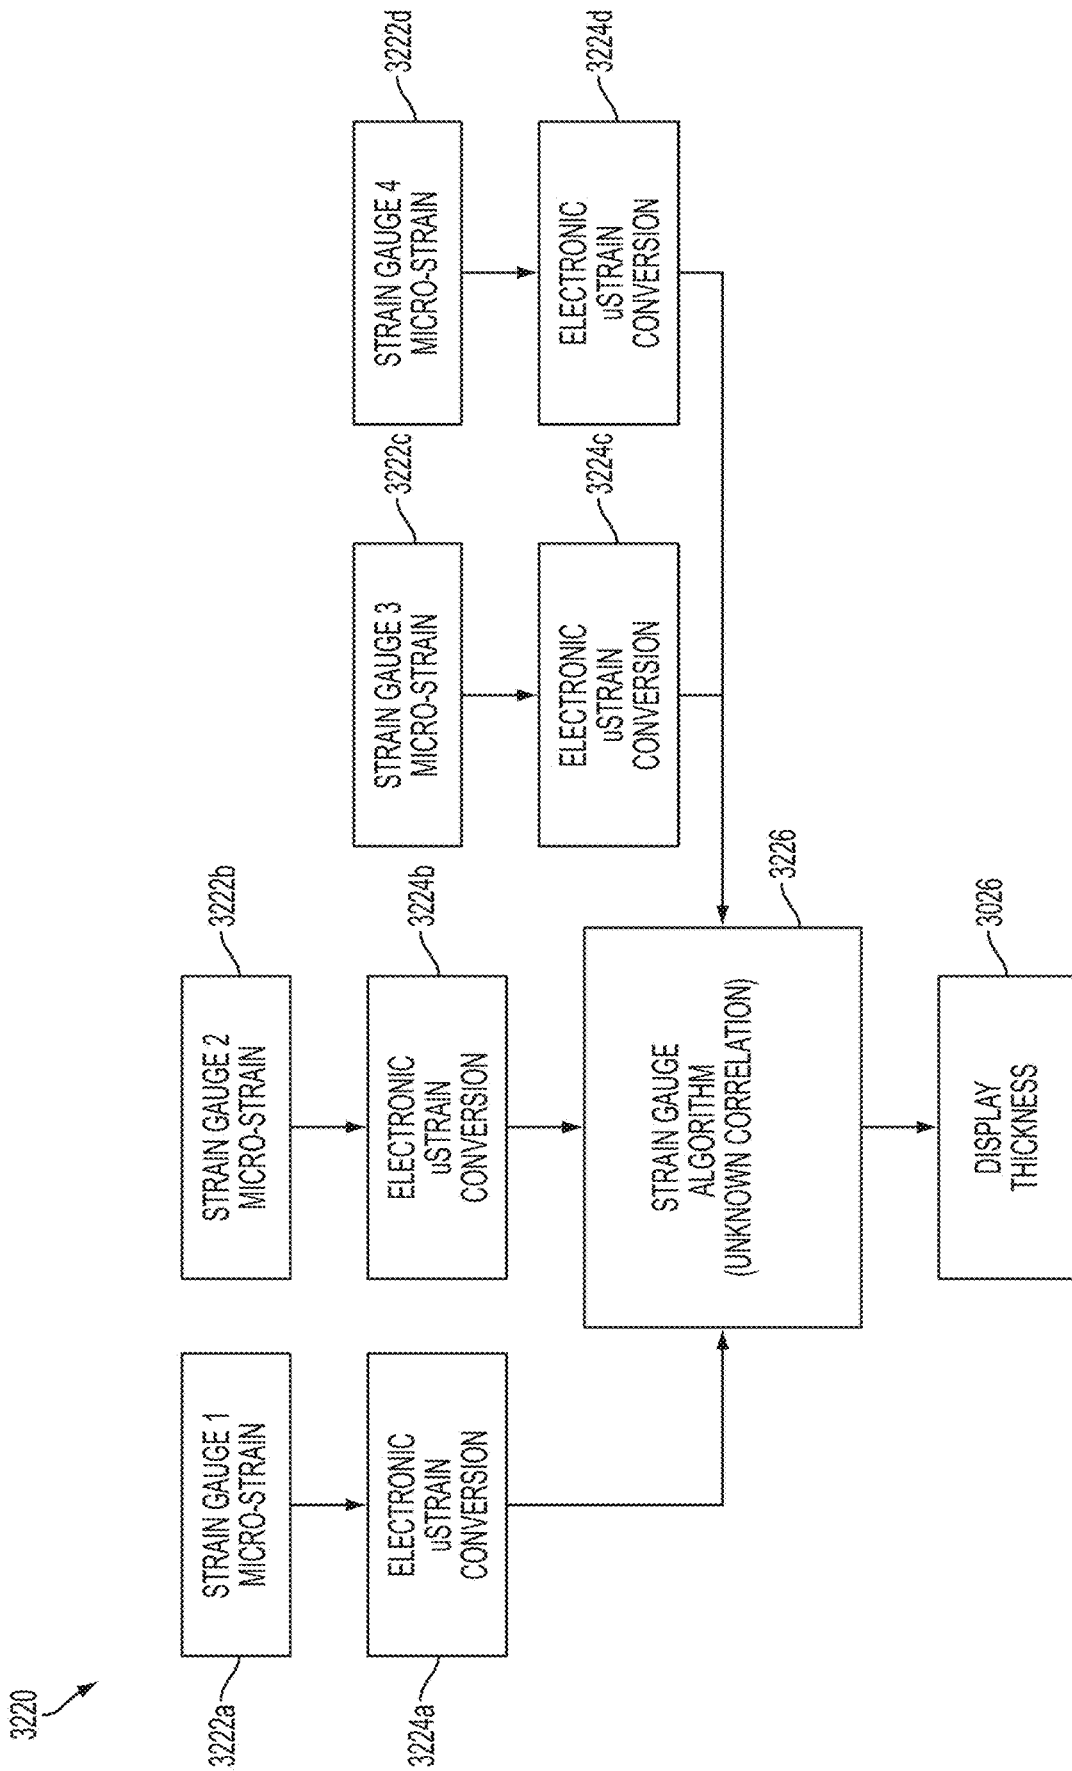 3220
3222a
STRAIN GAUGE 1
MICRO-STRAIN
3222b
STRAIN GAUGE 2
MICRO-STRAIN
3222c
STRAIN GAUGE 3
MICRO-STRAIN
3222d
STRAIN GAUGE 4
MICRO-STRAIN
3224a
ELECTRONIC
uSTRAIN
CONVERSION
3224b
ELECTRONIC
uSTRAIN
CONVERSION
3224c
ELECTRONIC
uSTRAIN
CONVERSION
3224d
ELECTRONIC
uSTRAIN
CONVERSION
3226
STRAIN GAUGE
ALGORITHM
(UNKNOWN CORRELATION)
3026
DISPLAY
THICKNESS